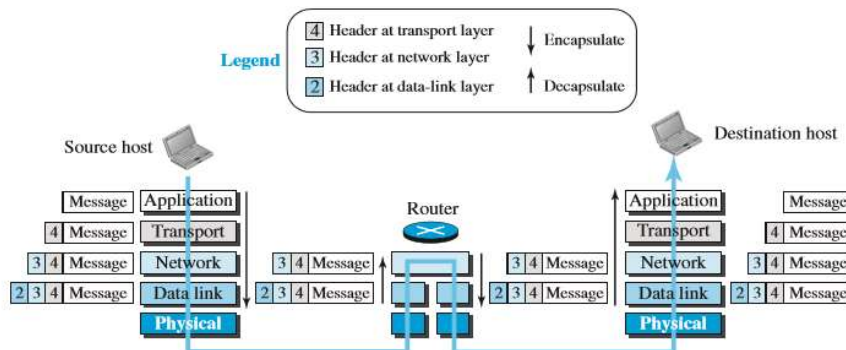 4 Header at transport layer
Encapsulate
Legend
3 Header at network layer
2 Header at data-link layer
Decapsulate
Source host
Destination host
Message Application
Router
Application Message
4 Message Transport
Transport 4 Message
3 4 Message Network 3 4 Message 3 4 Message Network 3 4 Message
2 3 4 Message Data link 2 3 4 Message 2 3 4 Message Data link 2 3 4 Message
Physical
Physical